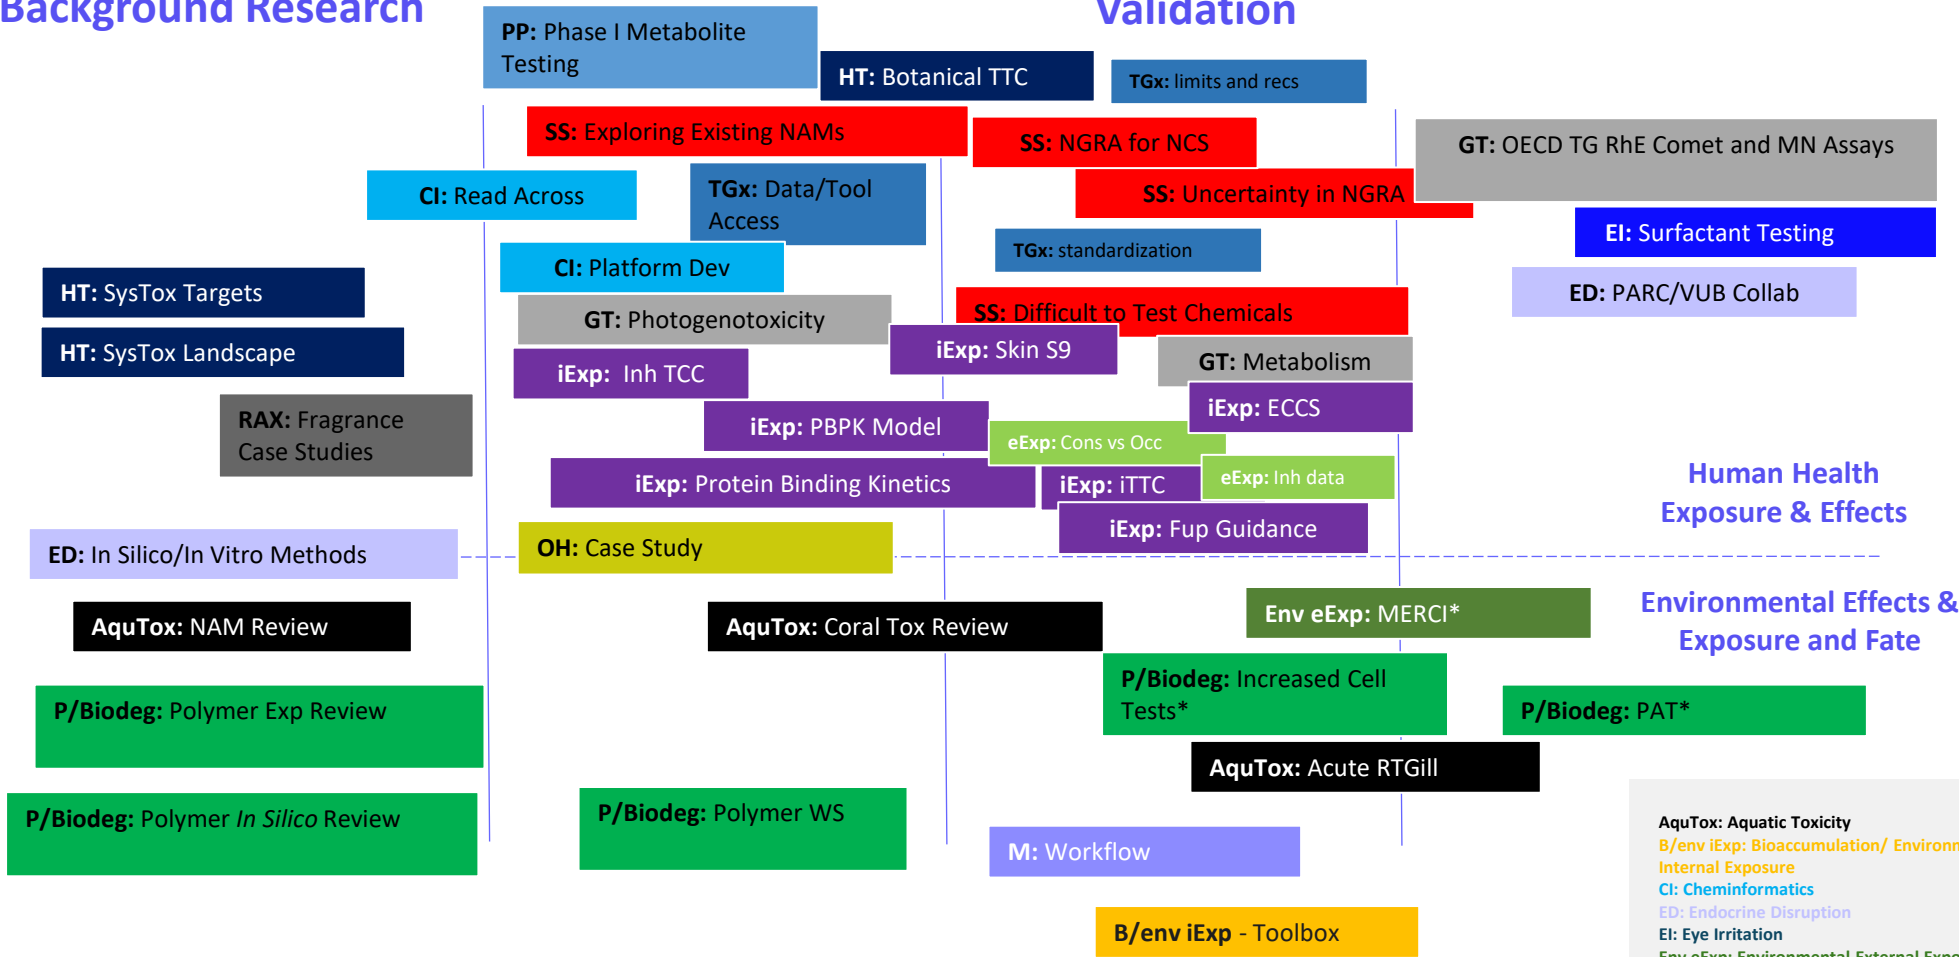 Background Research
Validation
PP: Phase I Metabolite
Testing
HT: Botanical TTC
TGx: limits and recs
SS: Exploring Existing NAMs
SS: NGRA for NCS
GT: OECD TG RhE Comet and MN Assays
CI: Read Across
TGx: Data/Tool
Access
SS: Uncertainty in NGRA
EI: Surfactant Testing
TGx: standardization
CI: Platform Dev
HT: SysTox Targets
ED: PARC/VUB Collab
GT: Photogenotoxicity
SS: Difficult to Test Chemicals
HT: SysTox Landscape
iExp: Skin S9
GT: Metabolism
iExp: Inh TCC
RAX: Fragrance
Case Studies
iExp: ECCS
iExp: PBPK Model
eExp: Cons vs Occ
iExp: Protein Binding Kinetics
iExp: iTTC
eExp: Inh data
Human Health
Exposure & Effects
iExp: Fup Guidance
ED: In Silico/In Vitro Methods
OH: Case Study
Environmental Effects &
Exposure and Fate
AquTox: NAM Review
AquTox: Coral Tox Review
Env eExp: MERCI*
P/Biodeg: Polymer Exp Review
P/Biodeg: Increased Cell
Tests*
P/Biodeg: PAT*
AquTox: Acute RTGill
P/Biodeg: Polymer In Silico Review
P/Biodeg: Polymer WS
M: Workflow
B/env iExp - Toolbox
AquTox: Aquatic Toxicity
B/env iExp: Bioaccumulation/
Internal Exposure
CI: Cheminformatics
ED: Endocrine Disruption
EI: Eye Irritation
Env eExp: Environmental External